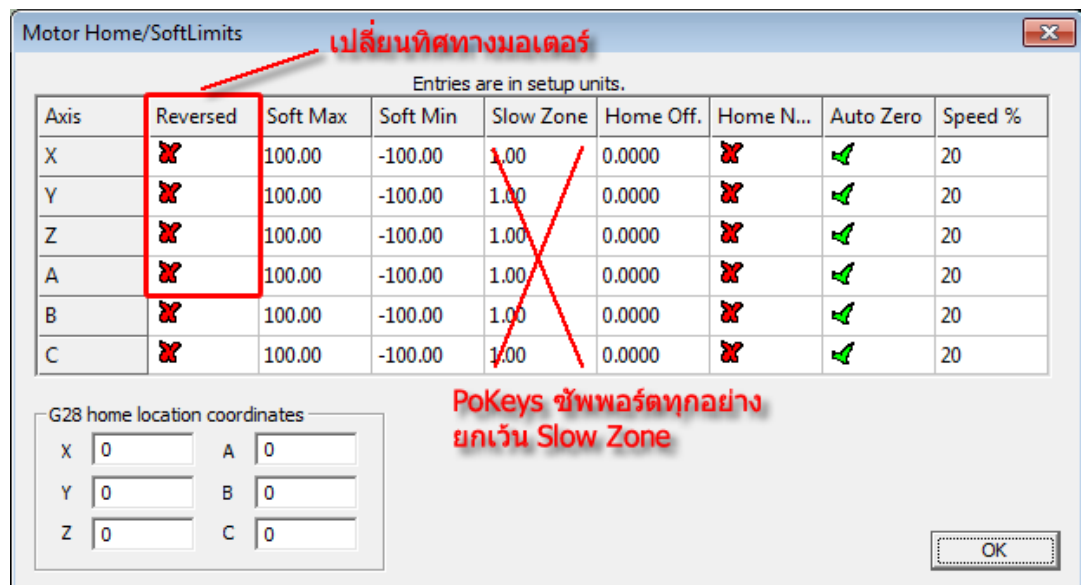 Motor Home/SoftLimits
เปลี่ยนทิศทางมอเตอร์
Entries are in setup units.
Axis Reversed Soft Max Soft Min Slow Zone Home Off. Home N... Auto Zero Speed %
X 100.00 -100.00 1.00 0.0000 20
Y 100.00 -100.00 1.00 0.0000 20
Z 100.00 -100.00 1.00 0.0000 20
A 100.00 -100.00 1.00 0.0000 20
B 100.00 -100.00 1.00 0.0000 20
C 100.00 -100.00 1.00 0.0000 20
PoKeys ซัพพอร์ตทุกอย่าง
ยกเว้น Slow Zone
G28 home location coordinates
X 0 A 0
Y 0 B 0
Z 0 C 0
OK